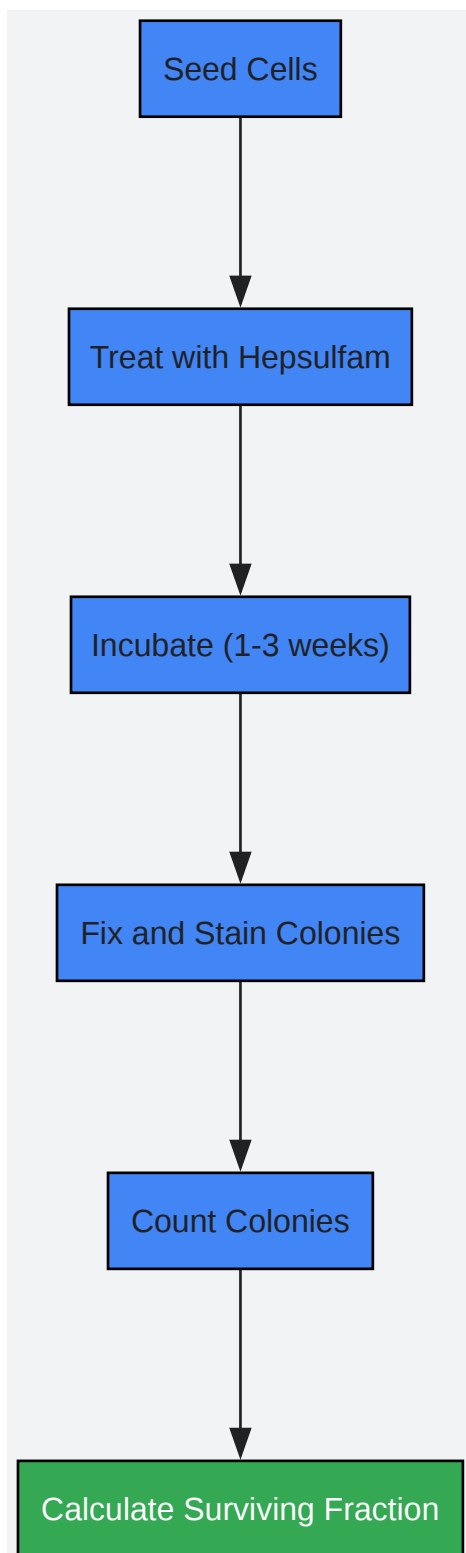 Seed Cells
Treat with Hepsulfam
Incubate (1-3 weeks)
Fix and Stain Colonies
Count Colonies
Calculate Surviving Fraction